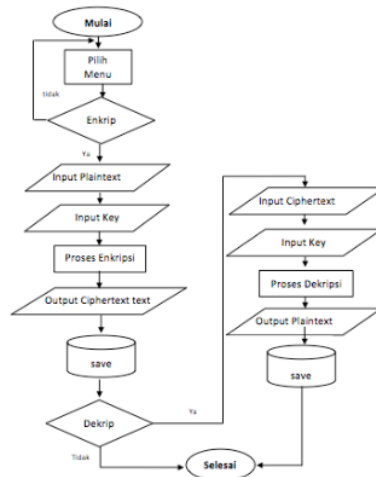 Mulai
Pilih
Menu
tidak
Enkrip
Ya
Input Plaintext
Input Key
Proses Enkripsi
Output Ciphertext text
save
Dekrip
Ya
Tidak
Input Ciphertext
Input Key
Proses Dekripsi
Output Plaintext
save
Selesai